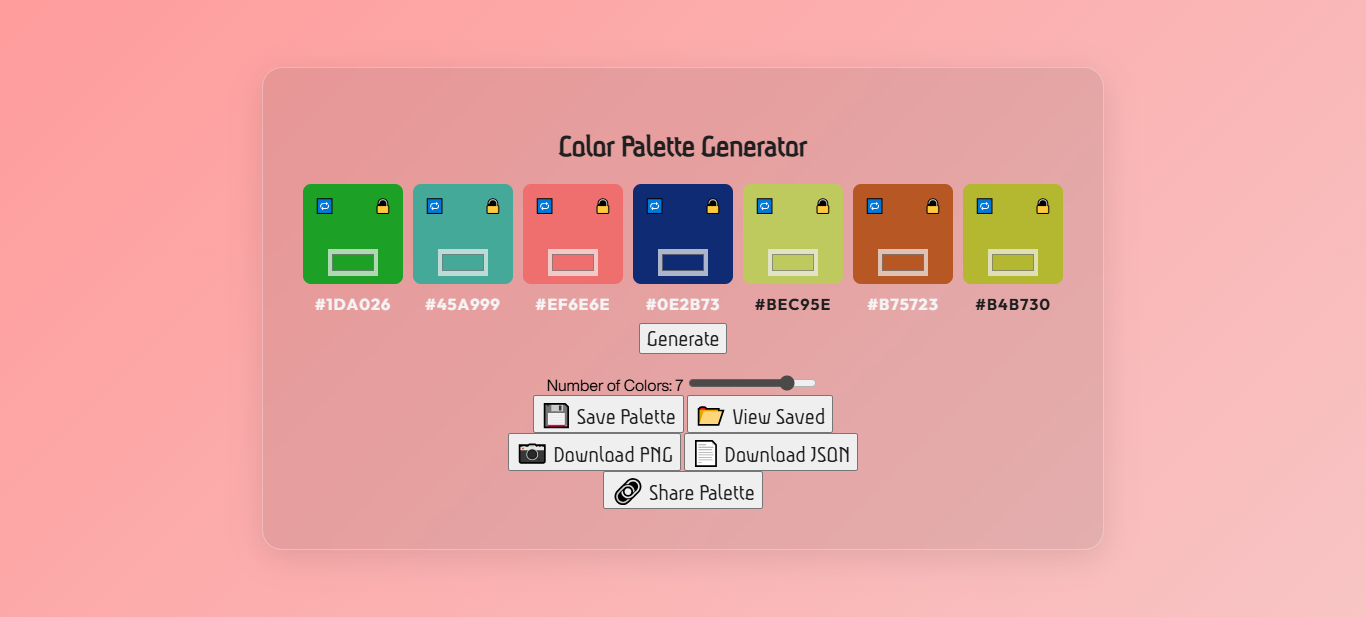 Color Palette Generator
#1DA026 #45A999 #EF6E6E #0E2B73 #BEC95E #B75723 #B4B730
Generate
Number of Colors: 7
Save Palette View Saved
Download PNG Download JSON
Share Palette